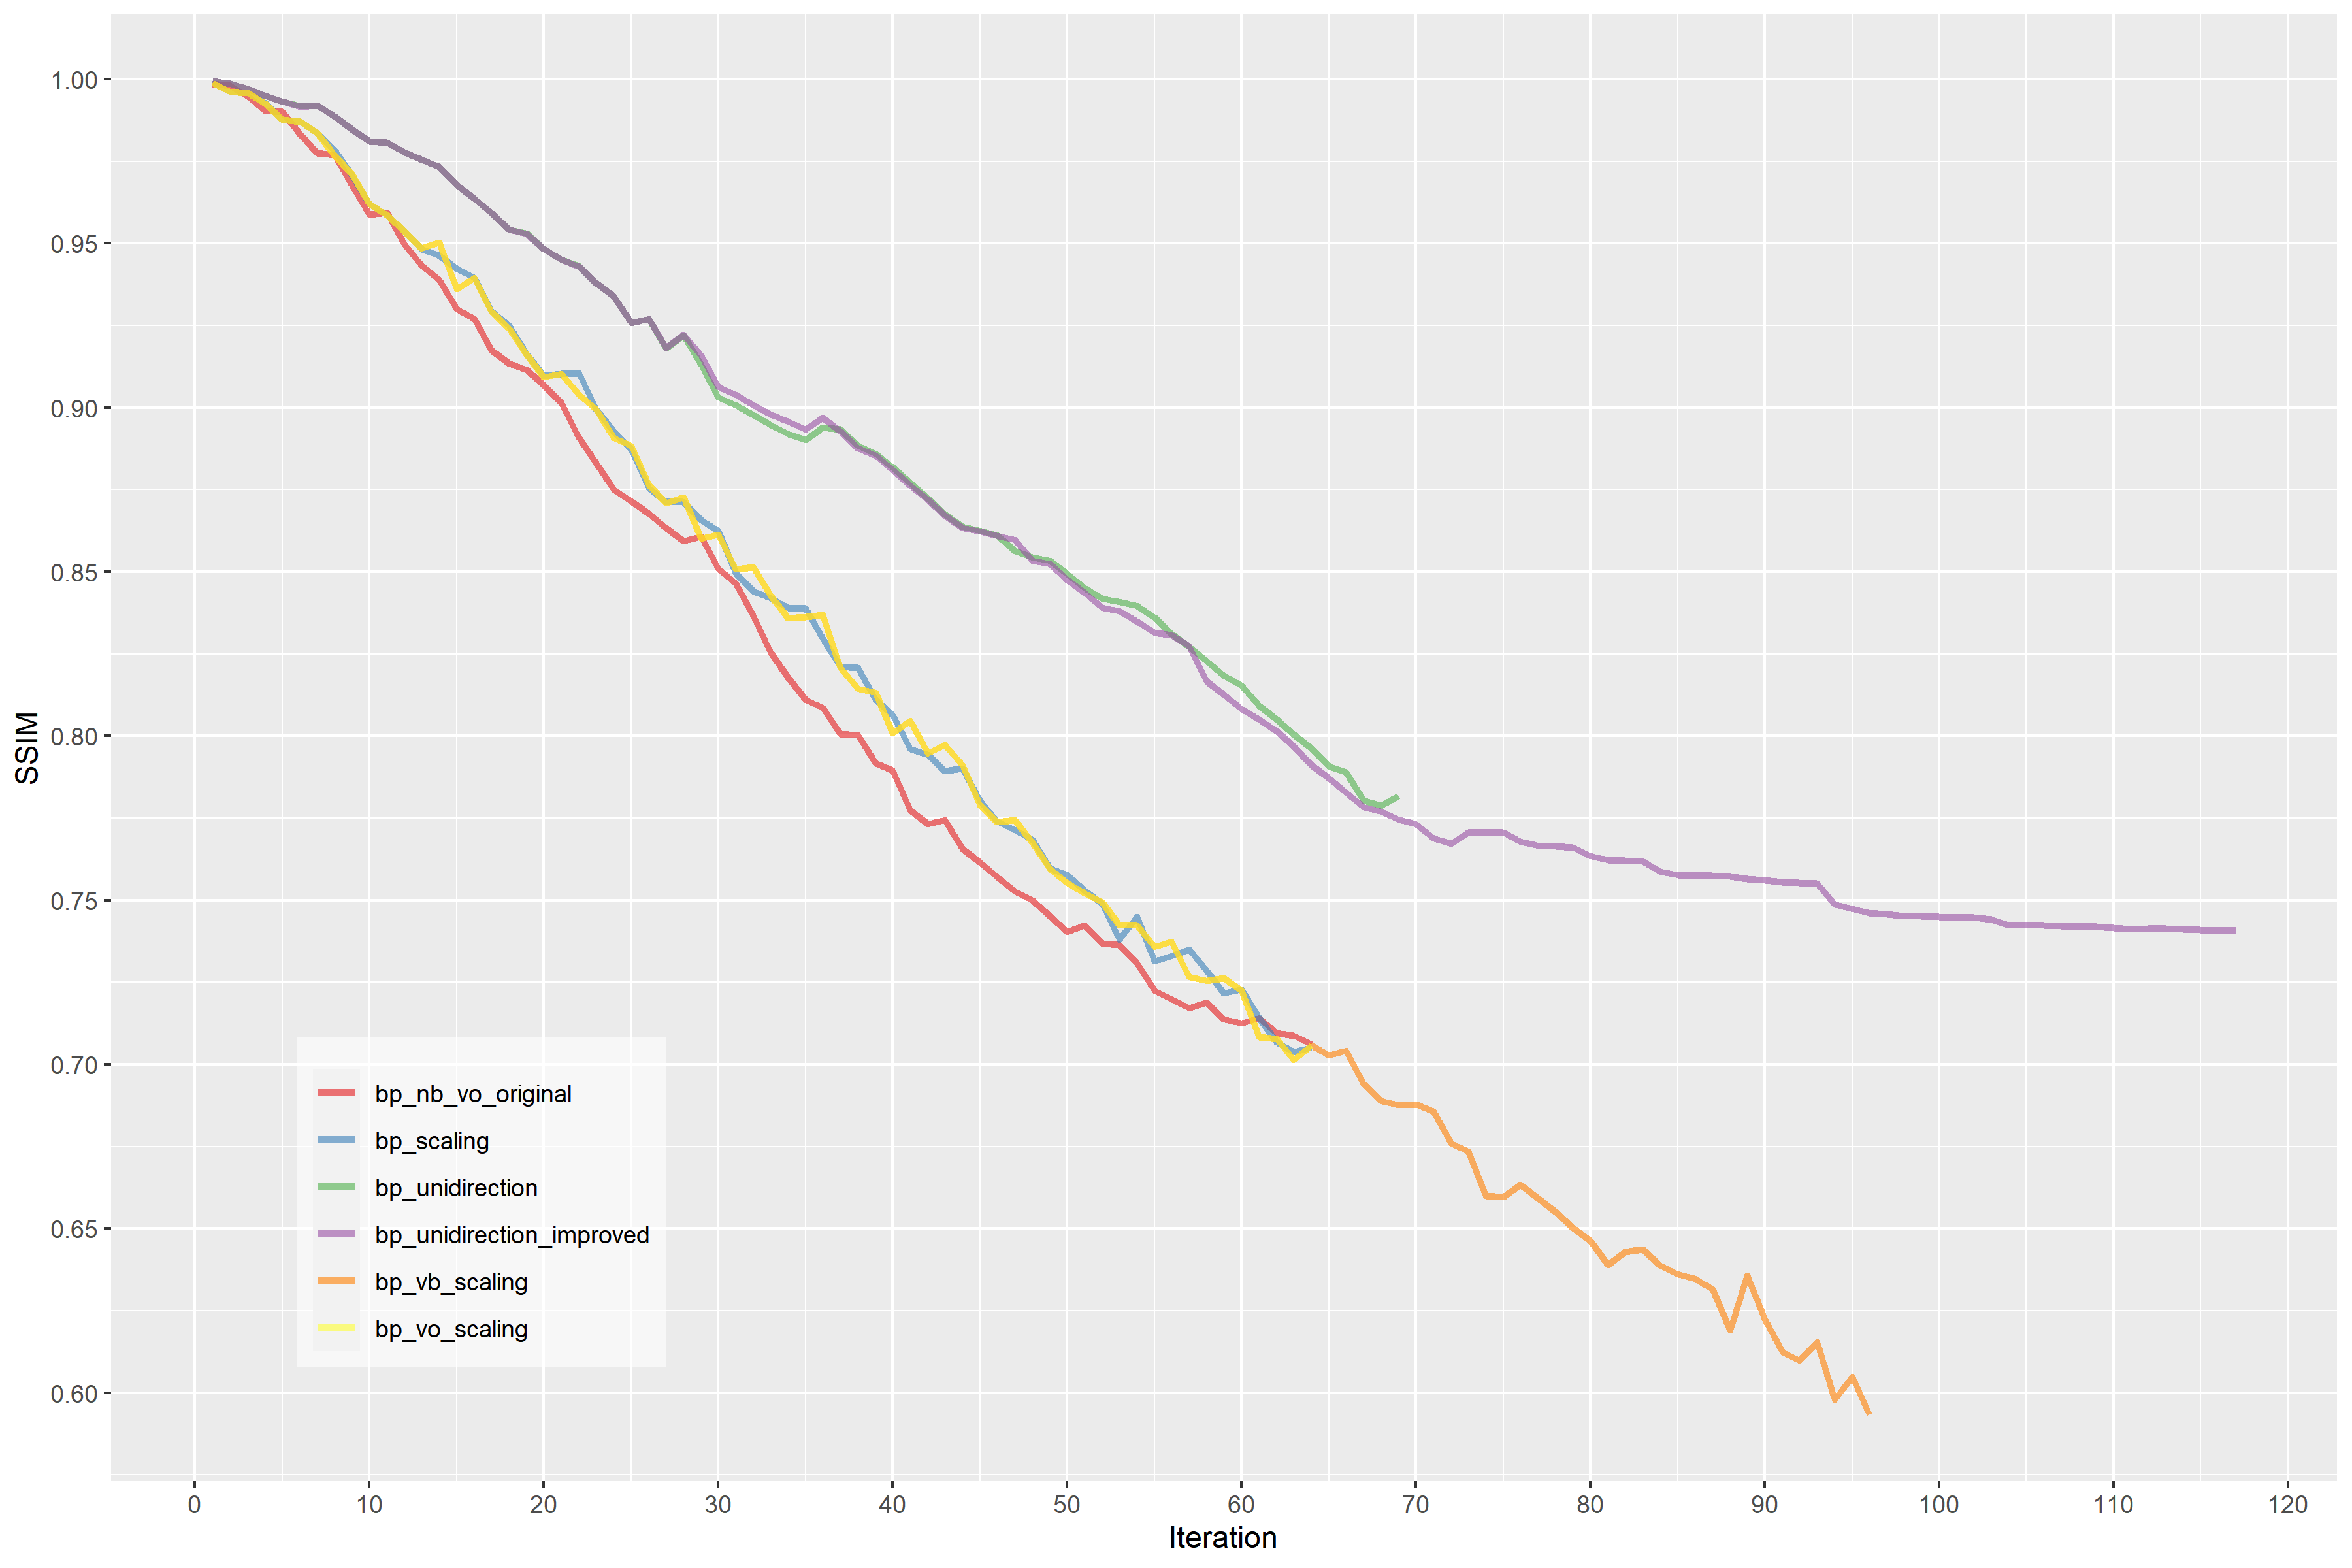 1.00
0.95
0.90
0.85
0.80
0.75
0.70
0.65
0.60
SSIM
bp_nb_vo_original
bp_scaling
bp_unidirection
bp_unidirection_improved
bp_vb_scaling
bp_vo_scaling
0 10 20 30 40 50 60 70 80 90 100 110 120
Iteration